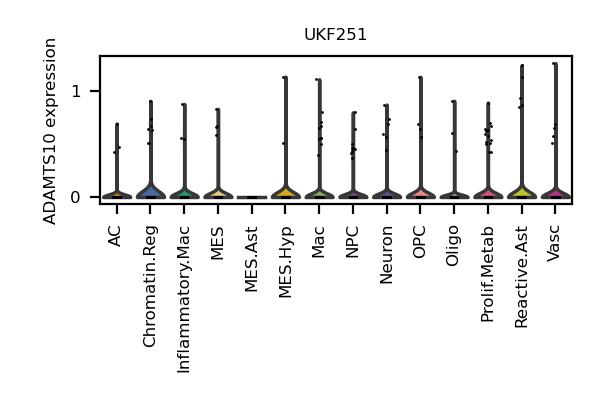 UKF251
ADAMTS10 expression
1
0
AC
Chromatin.Reg
Inflammatory.Mac
MES
MES.Ast
MES.Hyp
Mac
NPC
Neuron
OPC
Oligo
Prolif.Metab
Reactive.Ast
Vasc